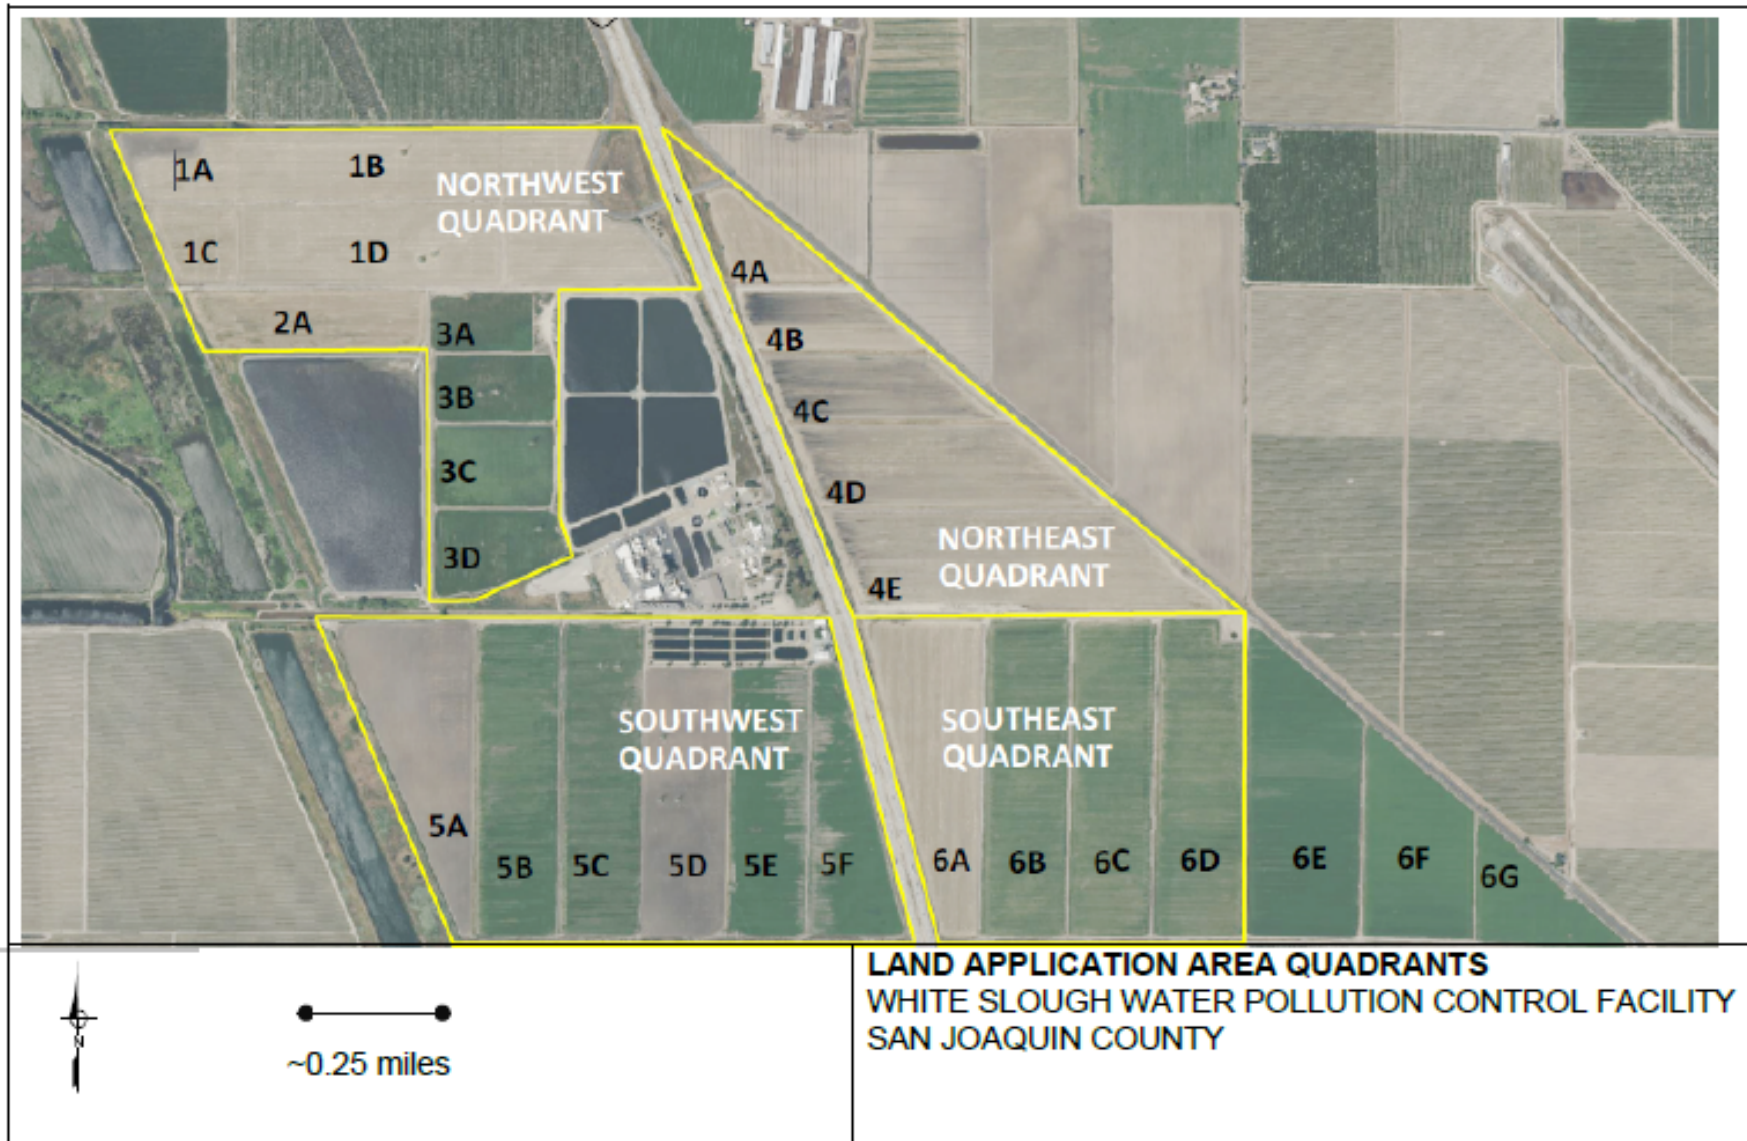 1A
1B
NORTHWEST
QUADRANT
1C
1D
4A
2A
3A
4B
3B
4C
3C
4D
3D
NORTHEAST
QUADRANT
4E
SOUTHWEST
QUADRANT
SOUTHEAST
QUADRANT
5A
5B
5C
5D
5E
5F
6A
6B
6C
6D
6E
6F
6G
N
~0.25 miles
LAND APPLICATION AREA QUADRANTS
WHITE SLOUGH WATER POLLUTION CONTROL FACILITY
SAN JOAQUIN COUNTY